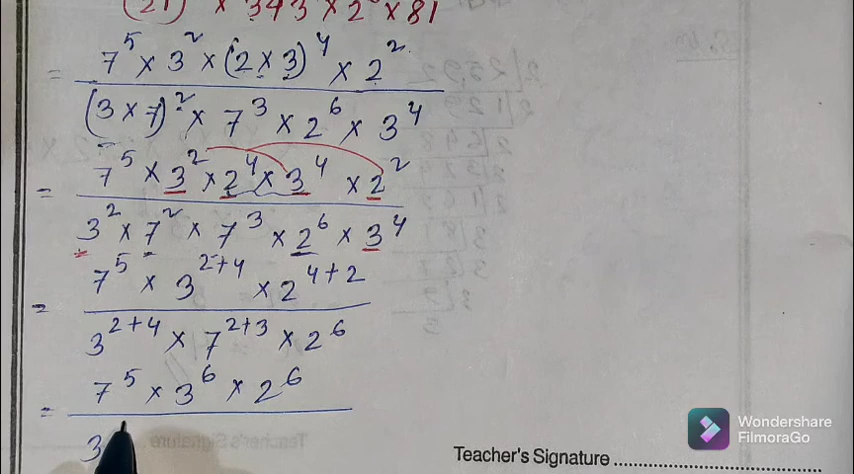 (21)² × 343 × 2⁶ × 81
= 7⁵ × 3² × (2 × 3)⁴ × 2²
(3 × 7)² × 7³ × 2⁶ × 3⁴
= 7⁵ × 3² × 2⁴ × 3⁴ × 2²
3² × 7² × 7³ × 2⁶ × 3⁴
= 7⁵ × 3²⁺⁴ × 2⁴⁺²
3²⁺⁴ × 7²⁺³ × 2⁶
= 7⁵ × 3⁶ × 2⁶
3
Wondershare
FilmoraGo
Teacher's Signature